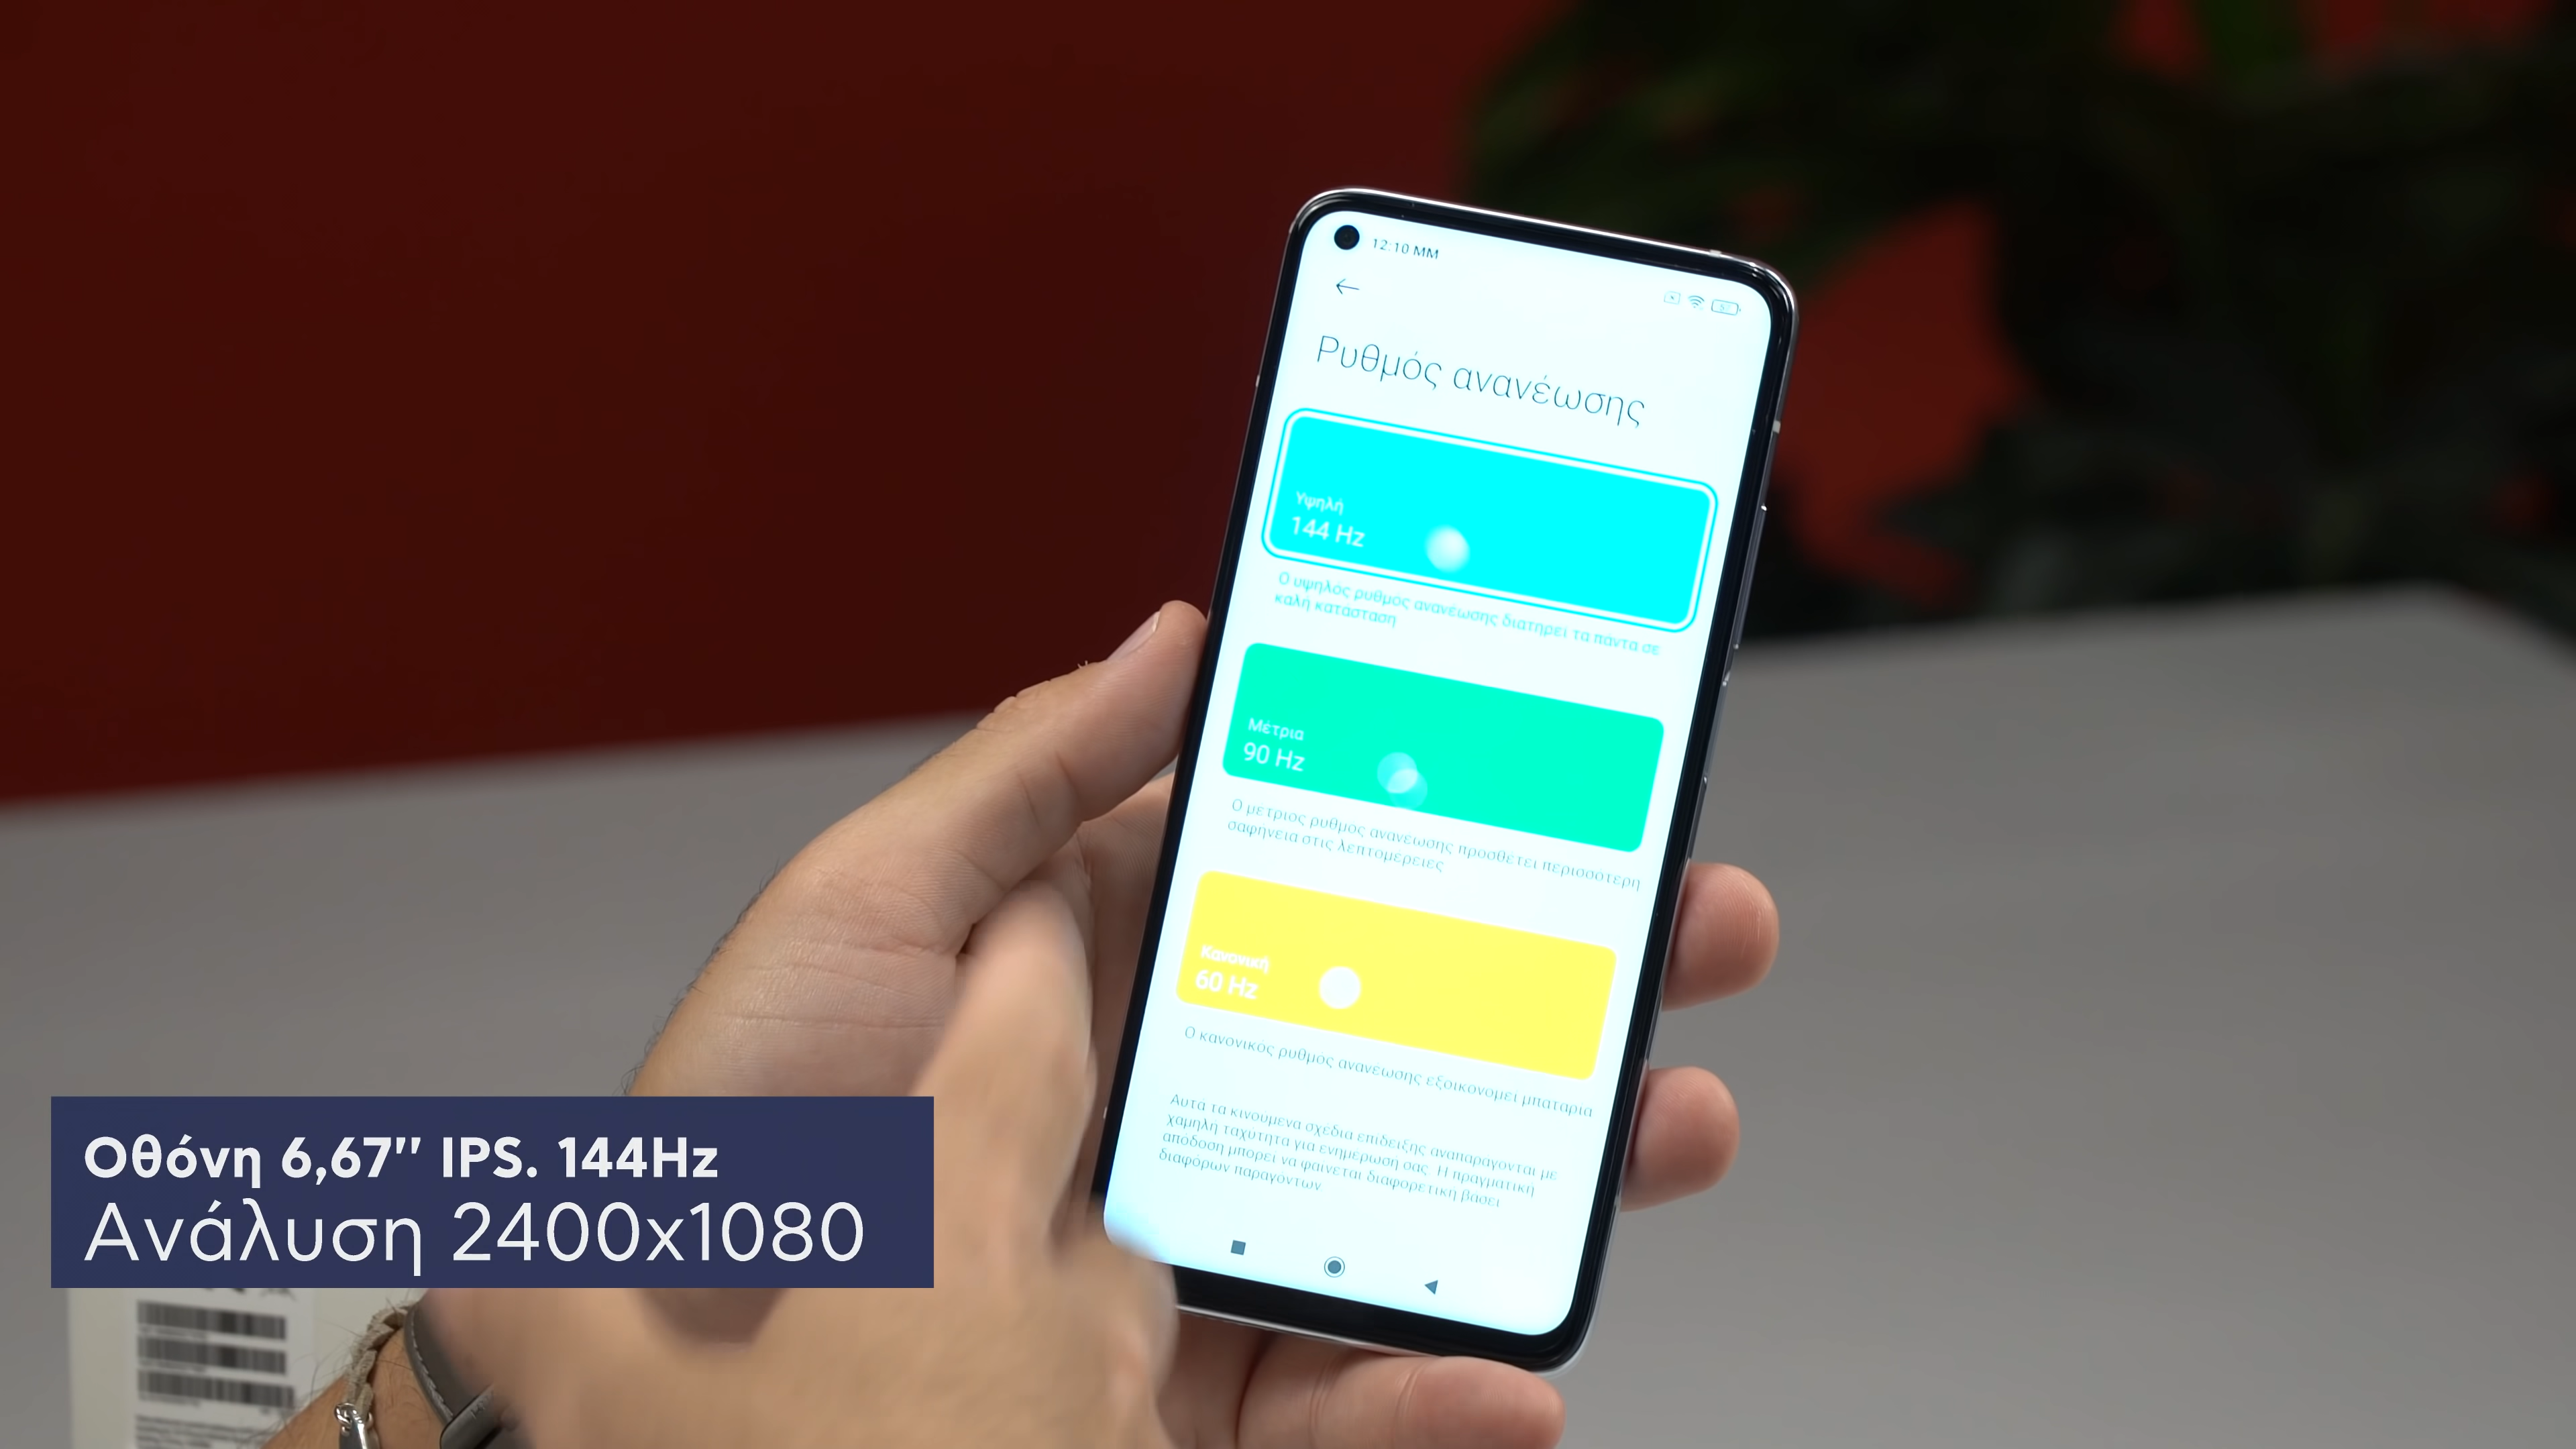 12:10 ΜΜ
Ρυθμός ανανέωσης
Υψηλή
144 Hz
Ο υψηλός ρυθμός ανανέωσης διατηρεί τα πάντα σε
καλή κατάσταση
Μέτρια
90 Hz
Ο μέτριος ρυθμός ανανέωσης προσθέτει περισσότερη
σαφήνεια στις λεπτομέρειες
Κανονική
60 Hz
Ο κανονικός ρυθμός ανανέωσης εξοικονομεί μπαταρία
Αυτά τα κινούμενα σχέδια επίδειξης αναπαράγονται με
χαμηλή ταχύτητα για ενημέρωσή σας. Η πραγματική
απόδοση μπορεί να φαίνεται διαφορετική βάσει
διαφόρων παραγόντων.
Οθόνη 6,67'' IPS. 144Hz
Ανάλυση 2400x1080